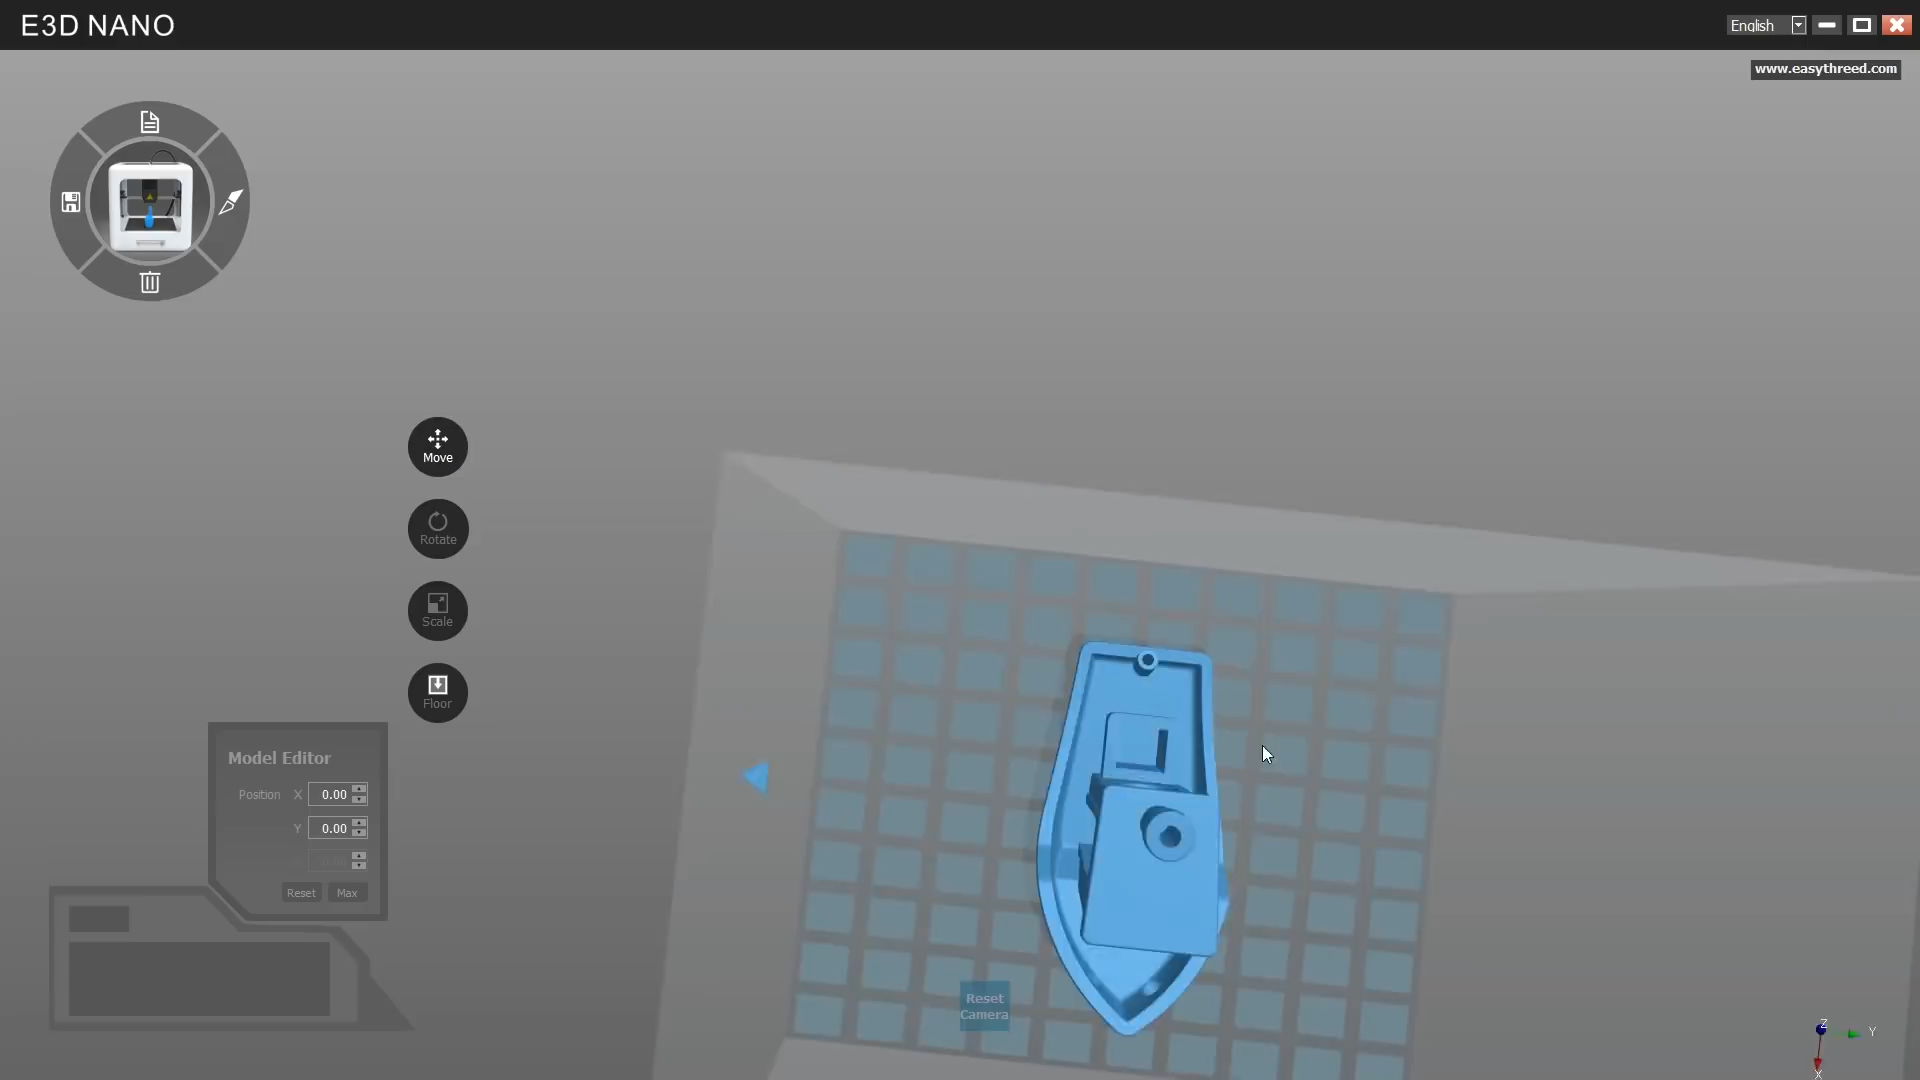 E3D NANO
English
www.easythreed.com
Move
Rotate
Scale
Floor
Model Editor
Position X 0.00
Y 0.00
Reset Max
Reset
Camera
Z
Y
X